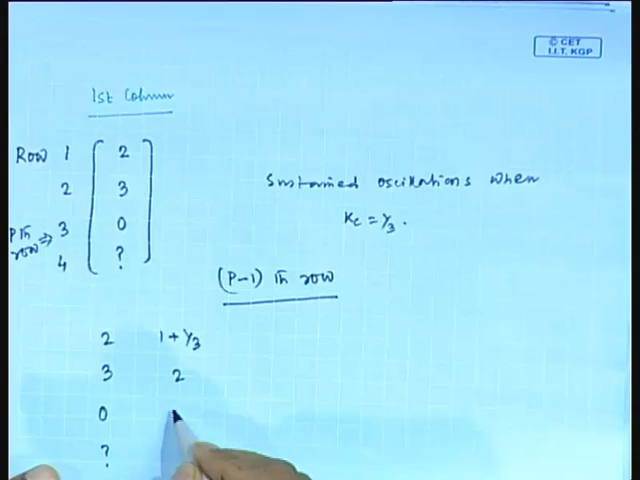 © CET
I.I.T. KGP
1st Column
Row 1 2
2 3
Pth row ⇒ 3 0
4 ?
Sustained oscillations when
Kc = 1/3.
(P-1) th row
2 1 + 1/3
3 2
0
?